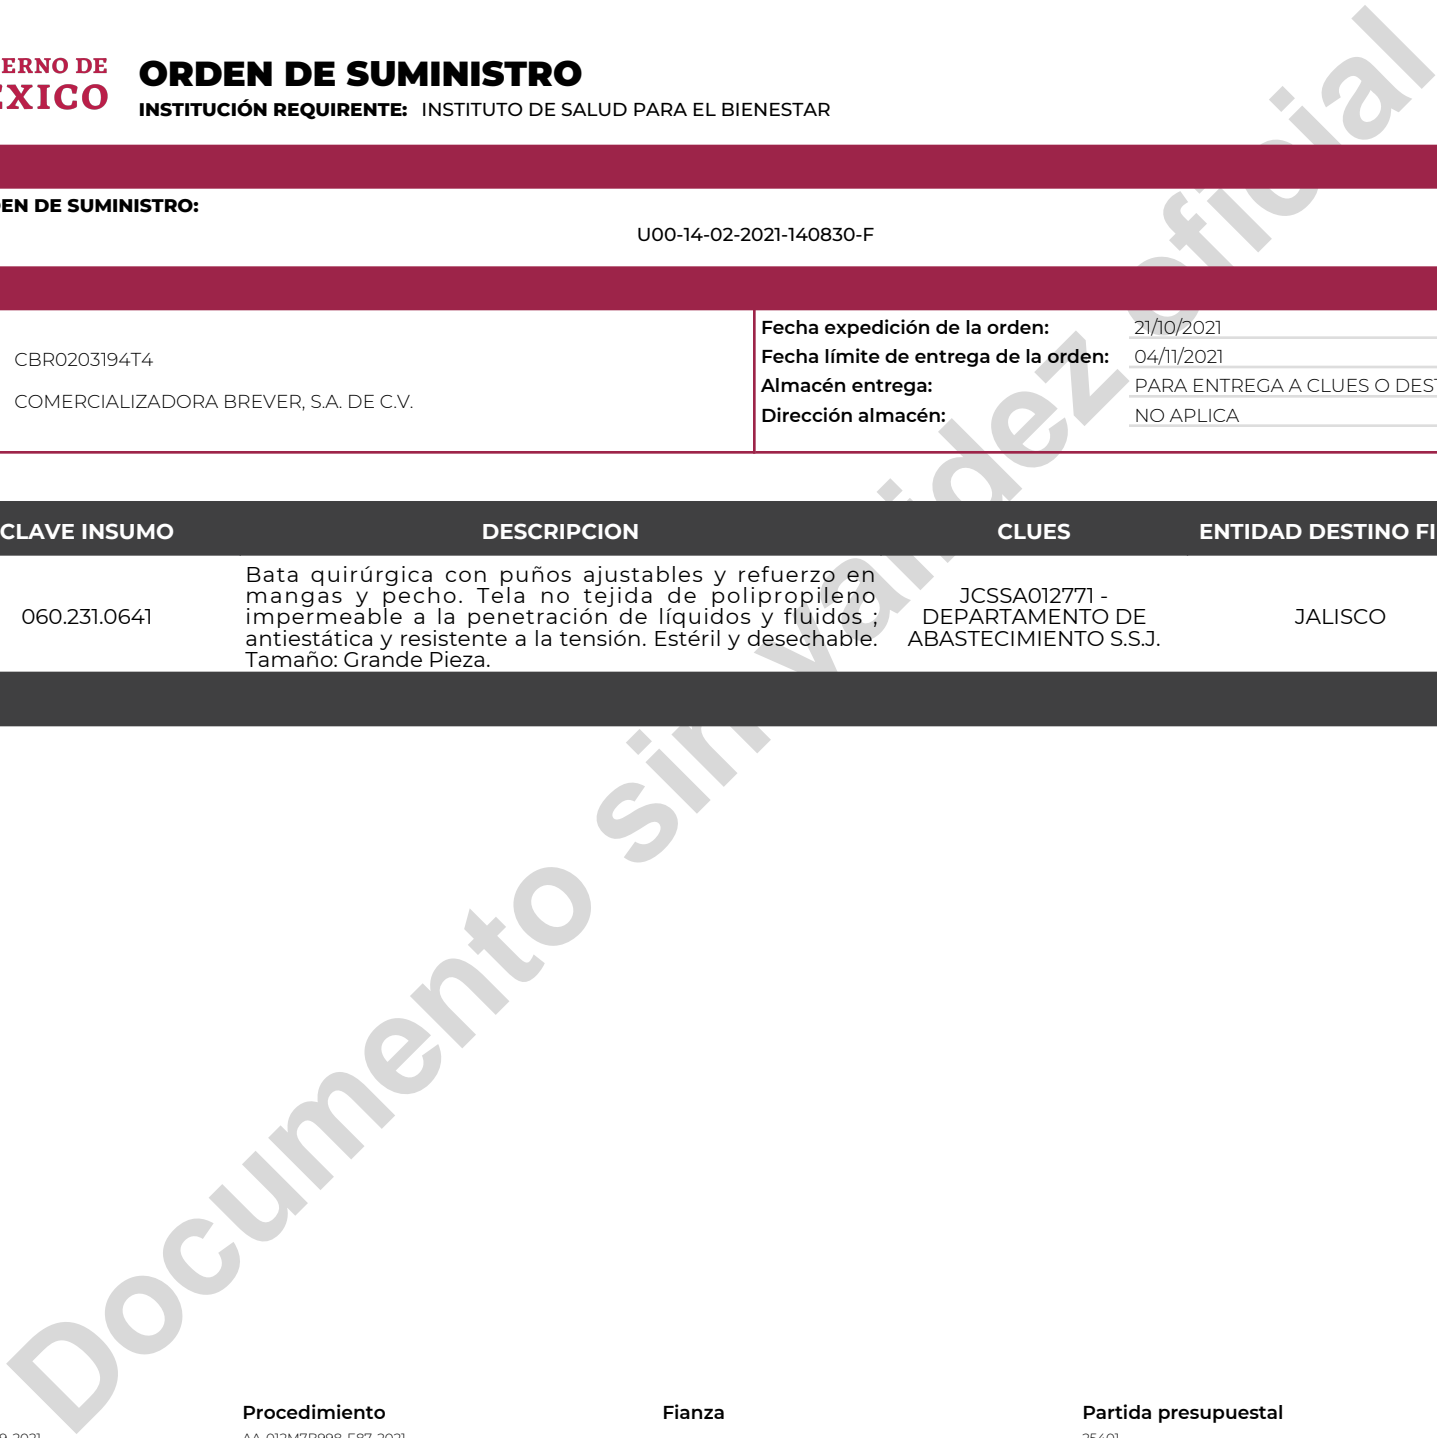 ORDEN DE SUMINISTRO
INSTITUCIÓN REQUIRENTE: INSTITUTO DE SALUD PARA EL BIENESTAR
ERNO DE
XICO
EN DE SUMINISTRO:
U00-14-02-2021-140830-F
CBR0203194T4
COMERCIALIZADORA BREVER, S.A. DE C.V.
Fecha expedición de la orden: 21/10/2021
Fecha límite de entrega de la orden: 04/11/2021
Almacén entrega: PARA ENTREGA A CLUES O DEST
Dirección almacén: NO APLICA
CLAVE INSUMO DESCRIPCION CLUES ENTIDAD DESTINO FI
060.231.0641
Bata quirúrgica con puños ajustables y refuerzo en
mangas y pecho. Tela no tejida de polipropileno
impermeable a la penetración de líquidos y fluidos ;
antiestática y resistente a la tensión. Estéril y desechable.
Tamaño: Grande Pieza.
JCSSA012771 -
DEPARTAMENTO DE
ABASTECIMIENTO S.S.J.
JALISCO
Documento sin validez oficial
Procedimiento Fianza Partida presupuestal